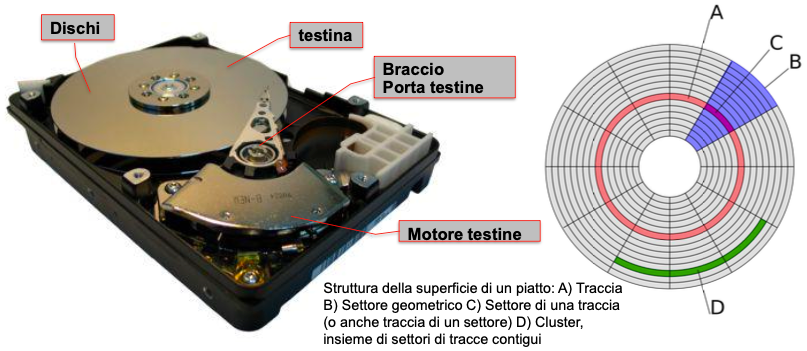 Dischi
testina
Braccio
Porta testine
Motore testine
A
C
B
D
Struttura della superficie di un piatto: A) Traccia
B) Settore geometrico C) Settore di una traccia
(o anche traccia di un settore) D) Cluster,
insieme di settori di tracce contigui